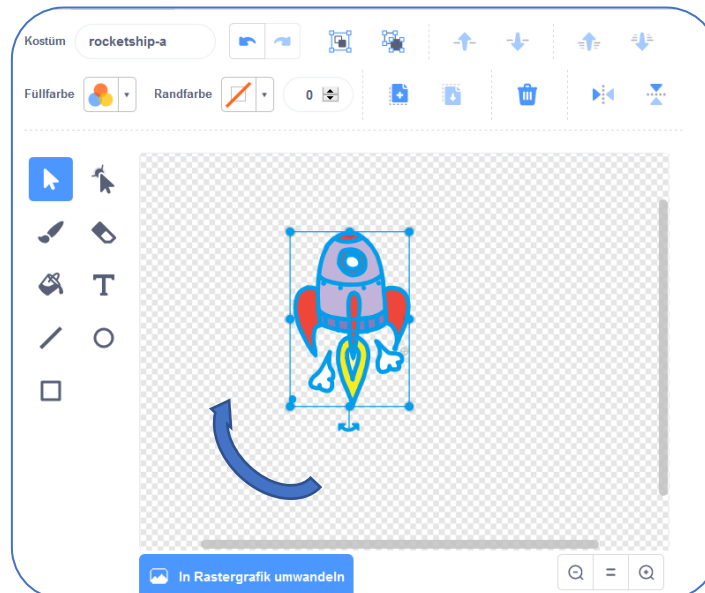 Kostüm rocketship-a
Füllfarbe Randfarbe 0
T
In Rastergrafik umwandeln